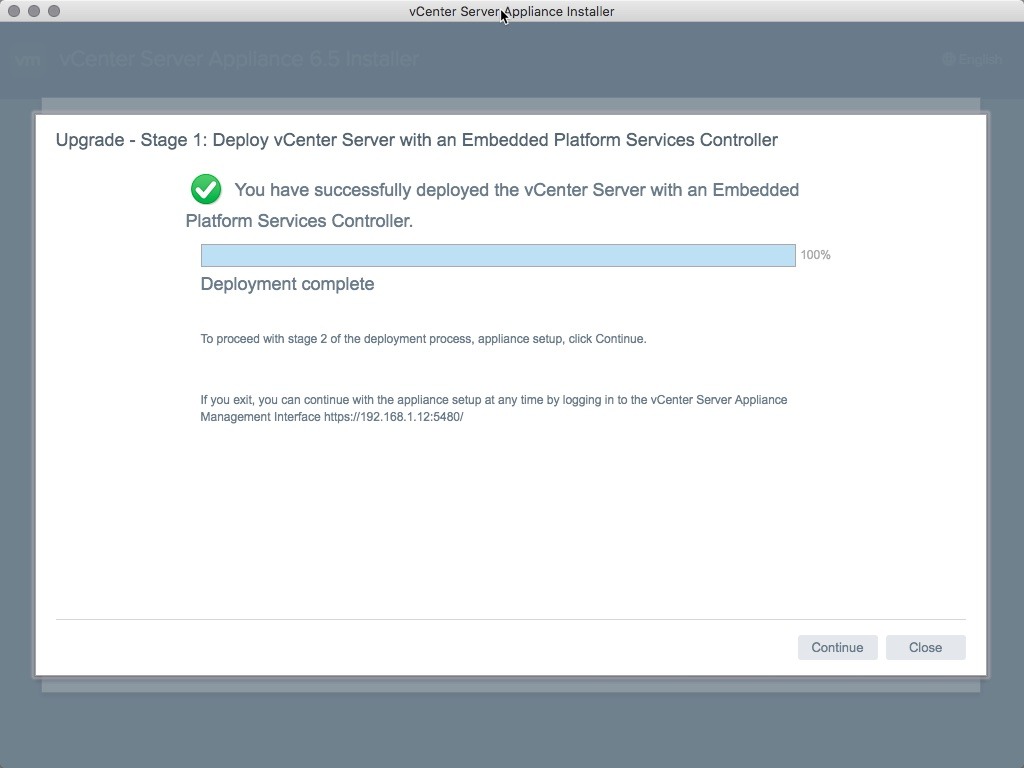 vCenter Server Appliance Installer
vm vCenter Server Appliance 6.5 Installer
English
Upgrade - Stage 1: Deploy vCenter Server with an Embedded Platform Services Controller
You have successfully deployed the vCenter Server with an Embedded
Platform Services Controller.
100%
Deployment complete
To proceed with stage 2 of the deployment process, appliance setup, click Continue.
If you exit, you can continue with the appliance setup at any time by logging in to the vCenter Server Appliance
Management Interface https://192.168.1.12:5480/
Continue
Close